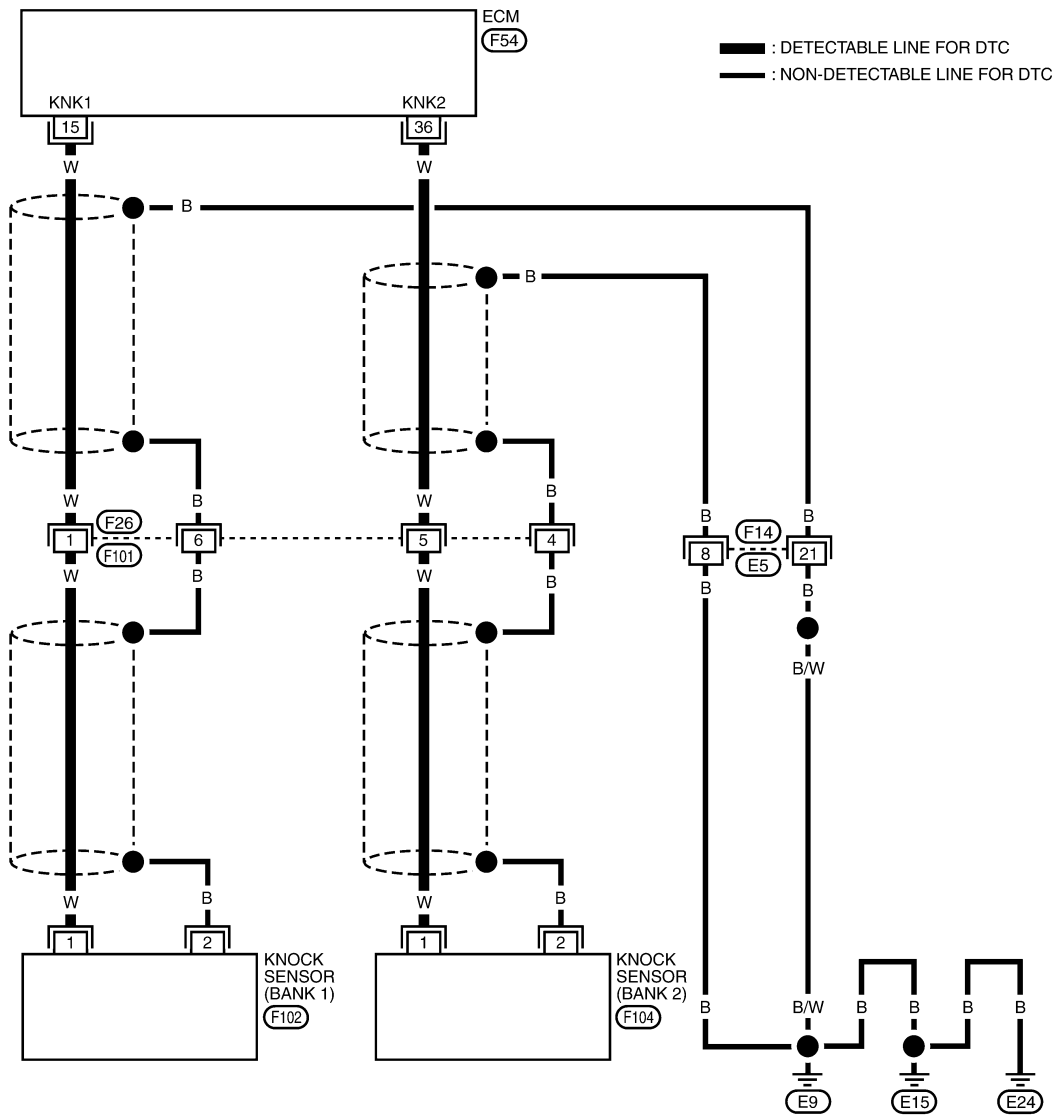 ECM
F54
: DETECTABLE LINE FOR DTC
: NON-DETECTABLE LINE FOR DTC
KNK1
KNK2
15
36
W
W
B
B
W
B
W
B
B
B
F26
F101
1
6
5
4
F14
E5
8
21
W
B
W
B
B
B
B/W
W
B
W
B
1
2
1
2
KNOCK
SENSOR
(BANK 1)
F102
KNOCK
SENSOR
(BANK 2)
F104
B
B/W
B
B
B
B
E9
E15
E24